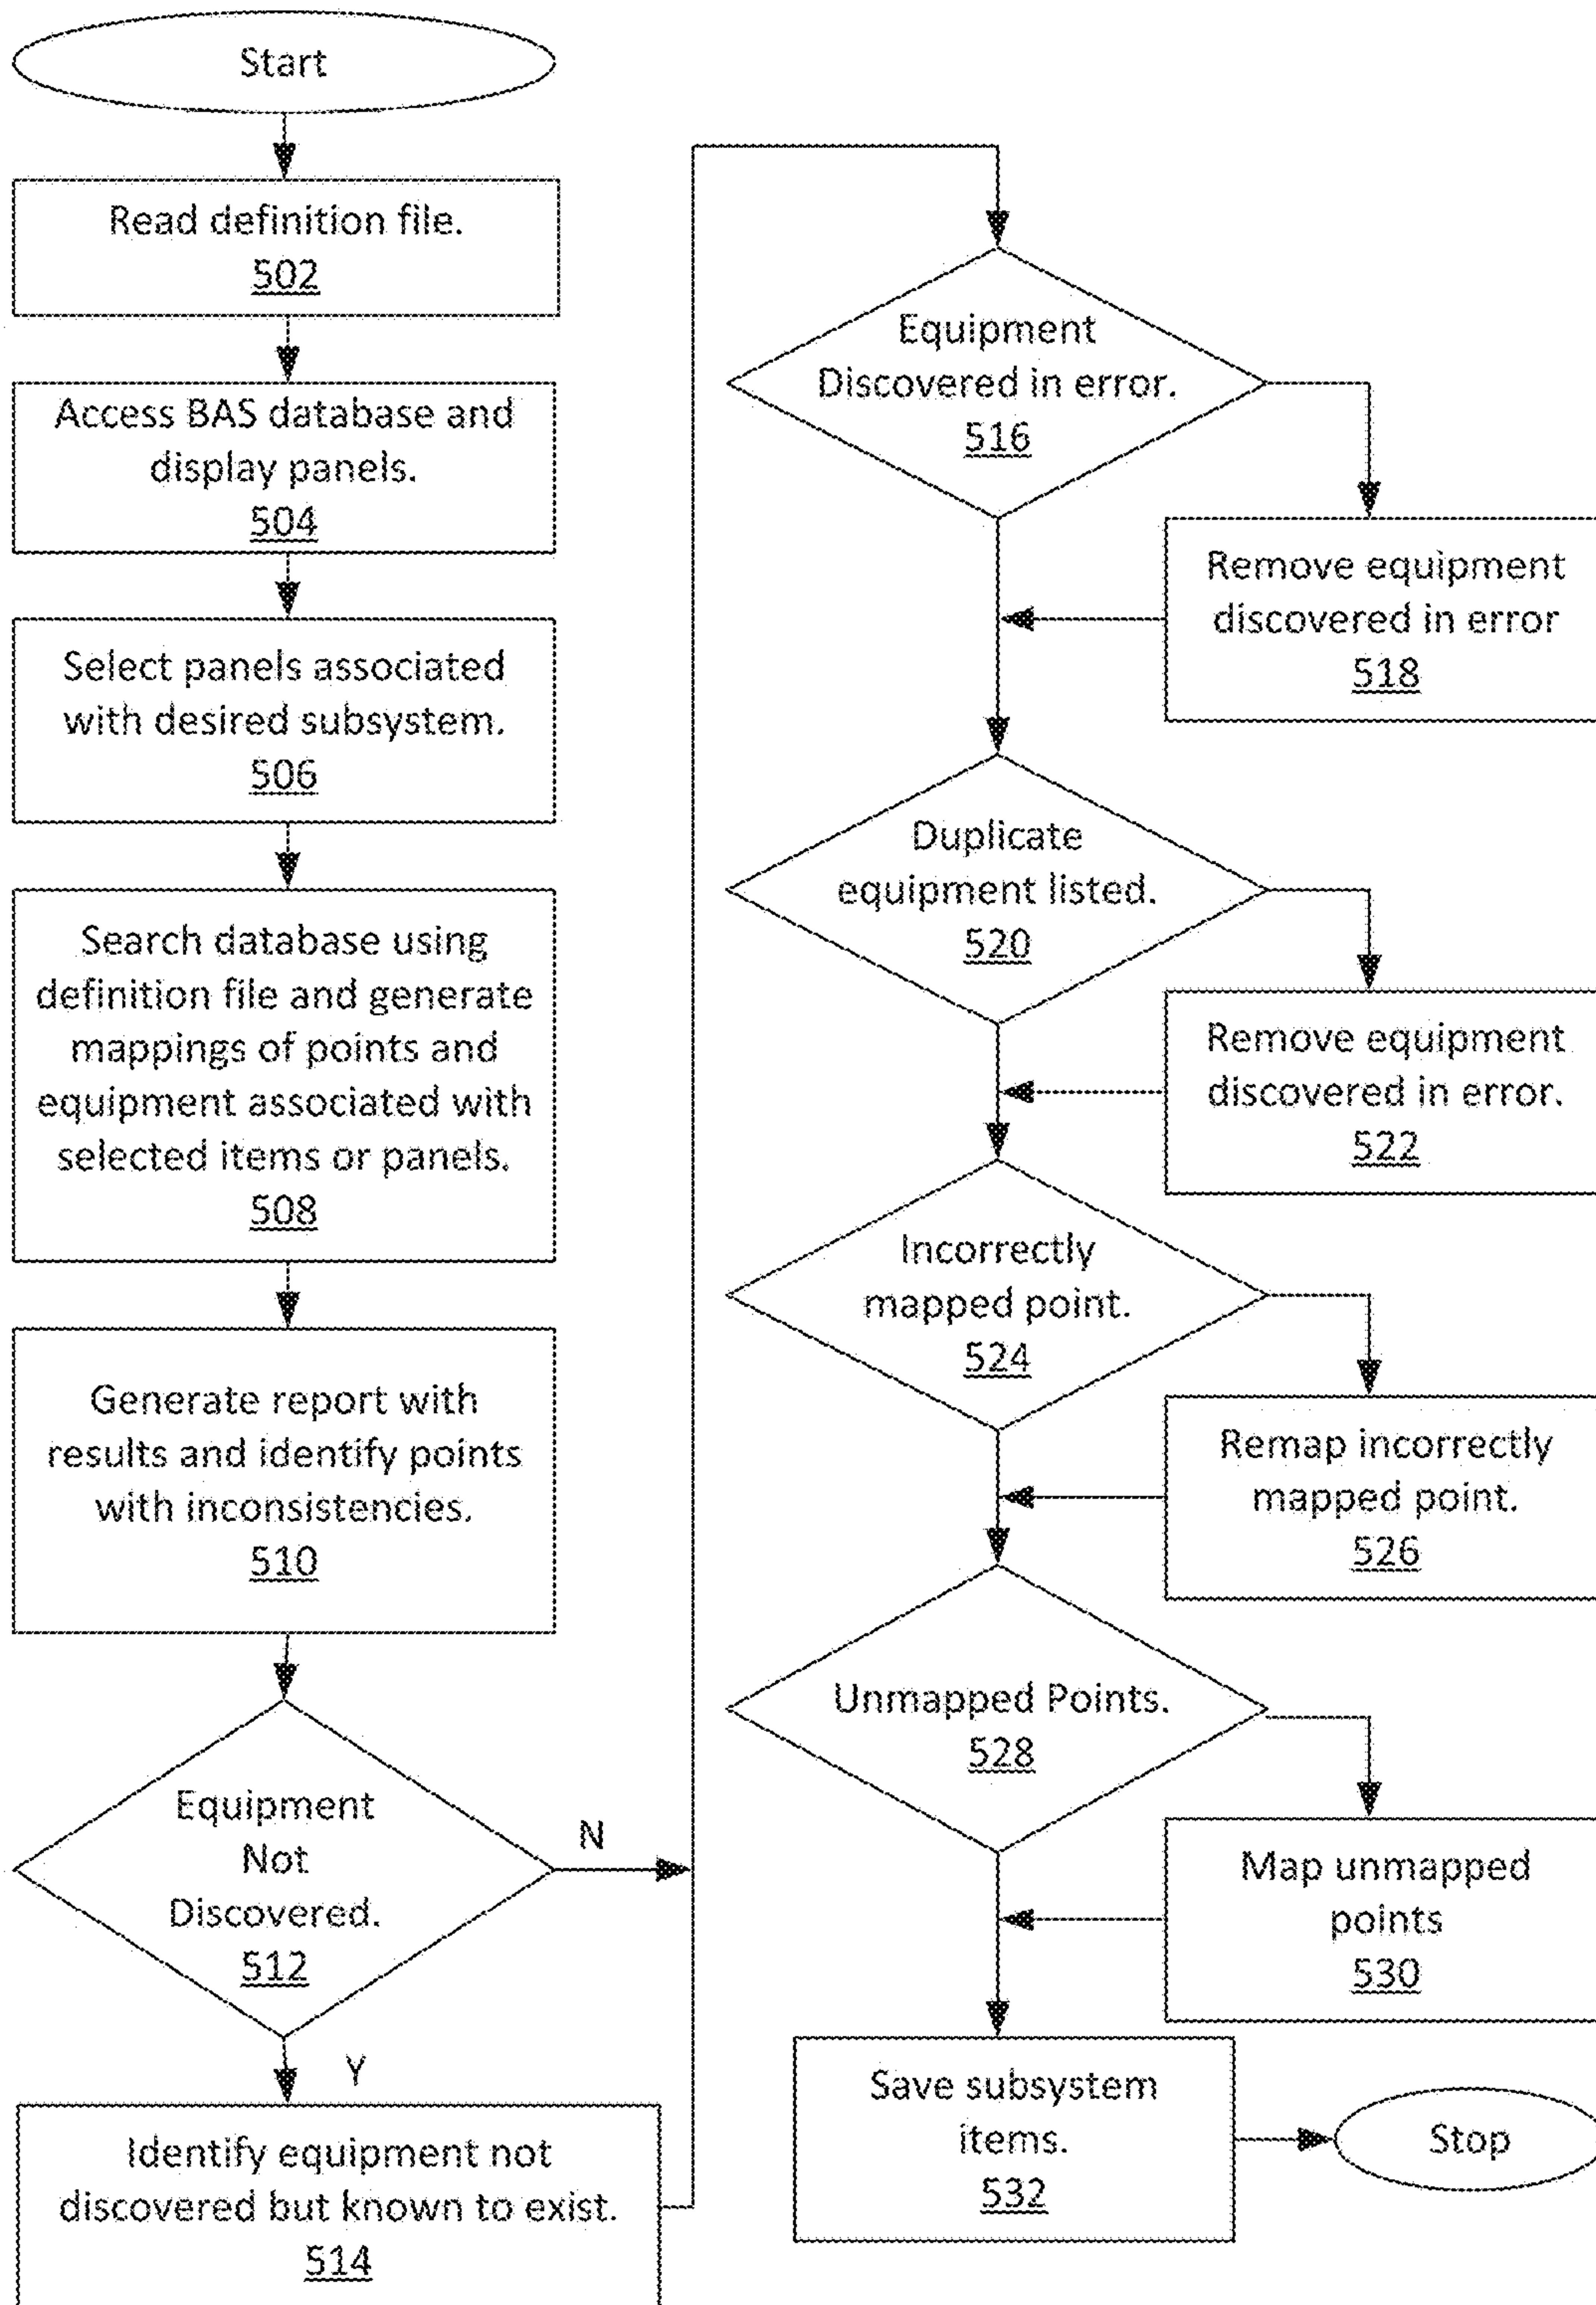 Start
Read definition file.
502
Access BAS database and
display panels.
504
Select panels associated
with desired subsystem.
506
Search database using
definition file and generate
mappings of points and
equipment associated with
selected items or panels.
508
Generate report with
results and identify points
with inconsistencies.
510
Equipment
Not
Discovered.
512
N
Y
Identify equipment not
discovered but known to exist.
514
Equipment
Discovered in error.
516
Remove equipment
discovered in error
518
Duplicate
equipment listed.
520
Remove equipment
discovered in error.
522
Incorrectly
mapped point.
524
Remap incorrectly
mapped point.
526
Unmapped Points.
528
Map unmapped
points
530
Save subsystem
items.
532
Stop